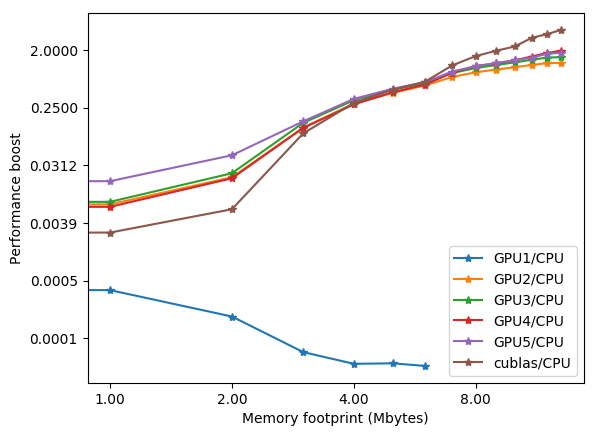 2.0000
0.2500
0.0312
0.0039
0.0005
0.0001
Performance boost
1.00 2.00 4.00 8.00
Memory footprint (Mbytes)
GPU1/CPU
GPU2/CPU
GPU3/CPU
GPU4/CPU
GPU5/CPU
cublas/CPU